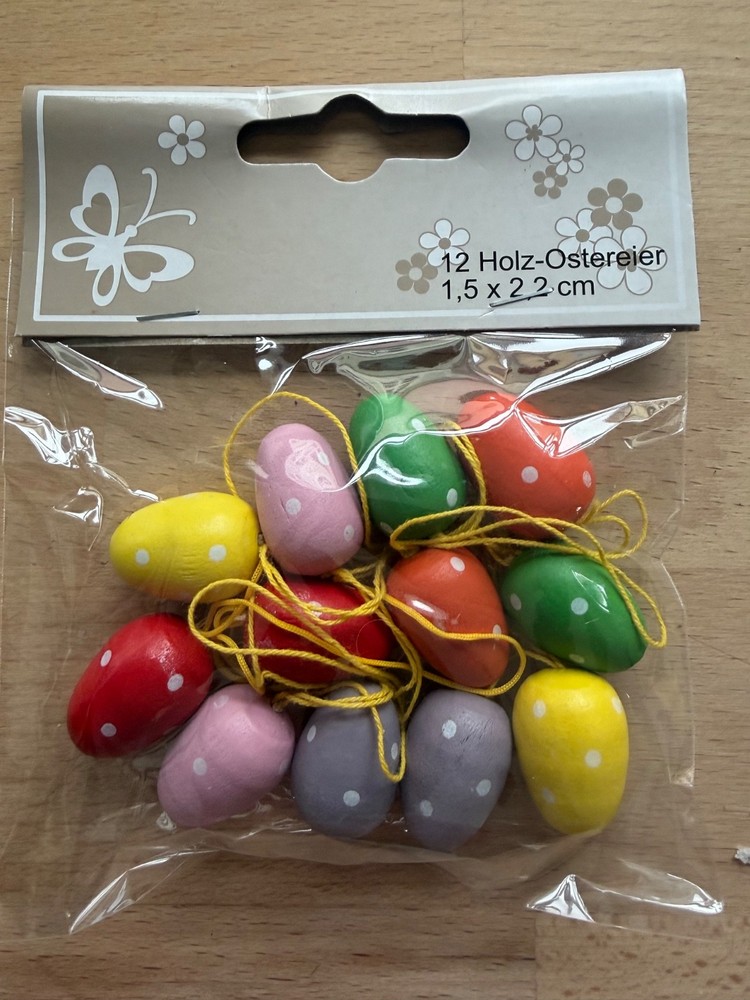 12 Holz-Ostereier
1,5 x 2,2 cm